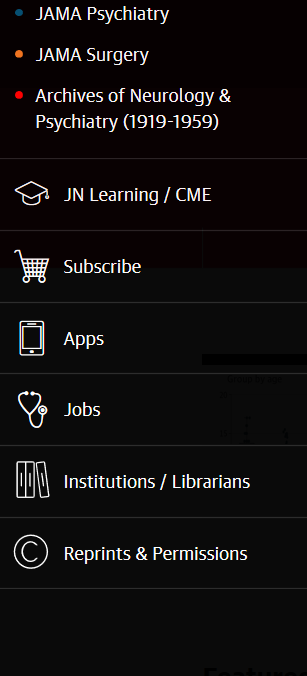 JAMA Psychiatry
JAMA Surgery
Archives of Neurology &
Psychiatry (1919-1959)
JN Learning / CME
Subscribe
Apps
Jobs
Institutions / Librarians
Reprints & Permissions